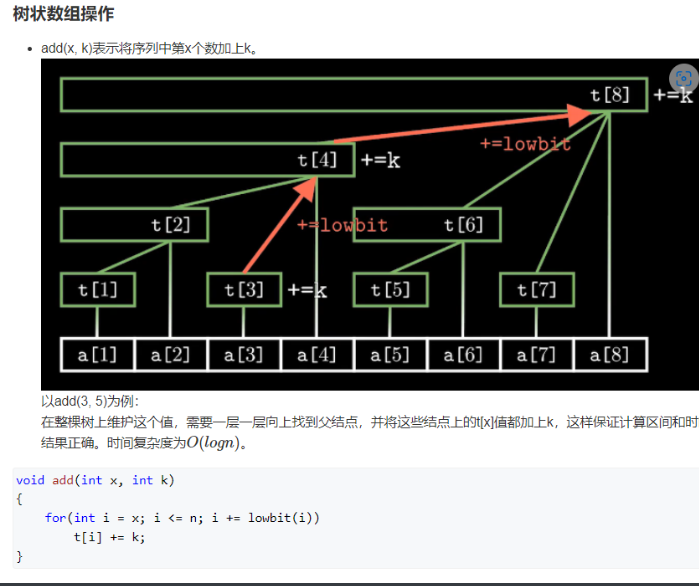 树状数组操作
add(x, k)表示将序列中第x个数加上k。
t[8] +=k
+=lowbit
t[4] +=k
t[2] +=lowbit t[6]
t[1] t[3] +=k t[5] t[7]
a[1] a[2] a[3] a[4] a[5] a[6] a[7] a[8]
以add(3, 5)为例：
在整棵树上维护这个值，需要一层一层向上找到父结点，并将这些结点上的t[x]值都加上k，这样保证计算区间和时
结果正确。时间复杂度为O(logn)。
void add(int x, int k)
{
    for(int i = x; i <= n; i += lowbit(i))
        t[i] += k;
}